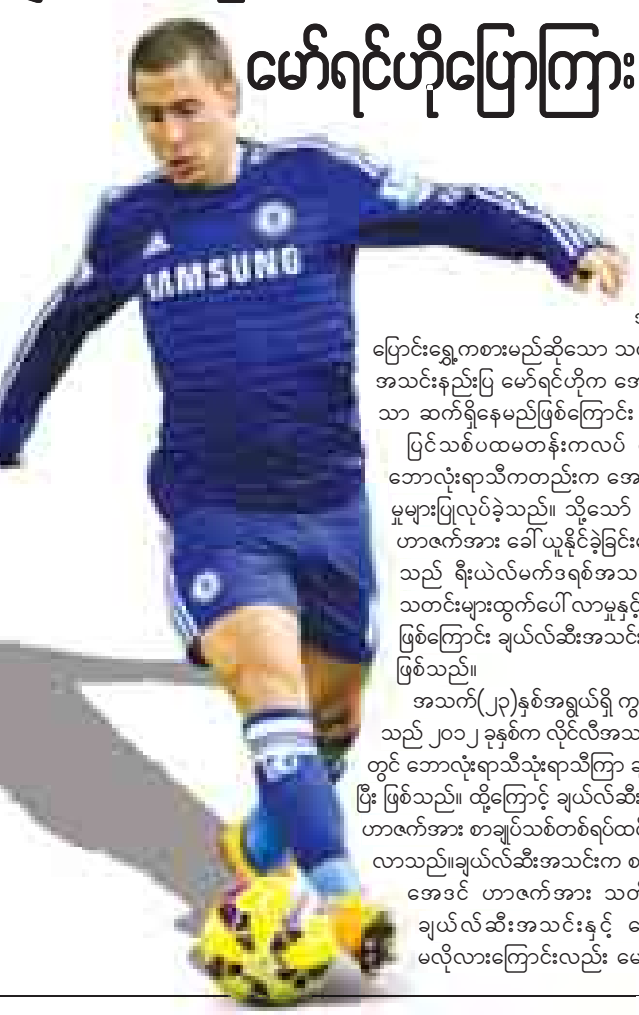 မော်ရင်ဟိုပြောကြား
SAMSUNG
ပြောင်းရွှေ့ကစားမည်ဆိုသော
အသင်းနည်းပြ မော်ရင်ဟိုက
သာ ဆက်ရှိနေမည်ဖြစ်ကြောင်း
ပြင်သစ်ပထမတန်းကလပ်
ဘောလုံးရာသီကတည်းက
မှုများပြုလုပ်ခဲ့သည်။ သို့သော်
ဟာဇက်အား ခေါ်ယူနိုင်ခဲ့ခြင်း
သည် ရီးယဲလ်မက်ဒရစ်အသ
သတင်းများထွက်ပေါ်လာမှုနှင့်
ဖြစ်ကြောင်း ချယ်လ်ဆီးအသင်း
ဖြစ်သည်။
အသက်(၂၃)နှစ်အရွယ်ရှိ ကွ
သည် ၂၀၁၂ ခုနှစ်က လိုင်လီအသ
တွင် ဘောလုံးရာသီသုံးရာသီကြာ
ပြီး ဖြစ်သည်။ ထို့ကြောင့် ချယ်လ်ဆီး
ဟာဇက်အား စာချုပ်သစ်တစ်ရပ်ထ
လာသည်။ချယ်လ်ဆီးအသင်းက
အေဒင် ဟာဇက်အား သတ်
ချယ်လ်ဆီးအသင်းနှင့်
မလိုလားကြောင်းလည်း